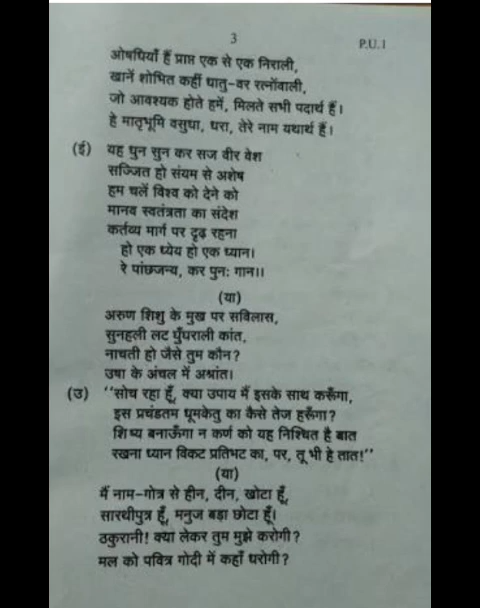 3
P.U.1
ओषधियाँ हैं प्राप्त एक से एक निराली,
खानें शोभित कहीं धातु-वर रत्नोंवाली,
जो आवश्यक होते हमें, मिलते सभी पदार्थ हैं।
हे मातृभूमि वसुधा, धरा, तेरे नाम यथार्थ हैं।
(ई) यह धुन सुन कर सज वीर वेश
सज्जित हो संयम से अशेष
हम चलें विश्व को देने को
मानव स्वतंत्रता का संदेश
कर्तव्य मार्ग पर दृढ़ रहना
हो एक ध्येय हो एक ध्यान।
रे पांछजन्य, कर पुनः गान।।
(या)
अरुण शिशु के मुख पर सविलास,
सुनहली लट घुँघराली कांत,
नाचती हो जैसे तुम कौन?
उषा के अंचल में अश्रांत।
(उ) ‘‘सोच रहा हूँ, क्या उपाय मैं इसके साथ करूँगा,
इस प्रचंडतम धूमकेतु का कैसे तेज हरूँगा?
शिष्य बनाऊँगा न कर्ण को यह निश्चित है बात
रखना ध्यान विकट प्रतिभट का, पर, तू भी हे तात!’’
(या)
मैं नाम-गोत्र से हीन, दीन, खोटा हूँ,
सारथीपुत्र हूँ, मनुज बड़ा छोटा हूँ।
ठकुरानी! क्या लेकर तुम मुझे करोगी?
मल को पवित्र गोदी में कहाँ धरोगी?